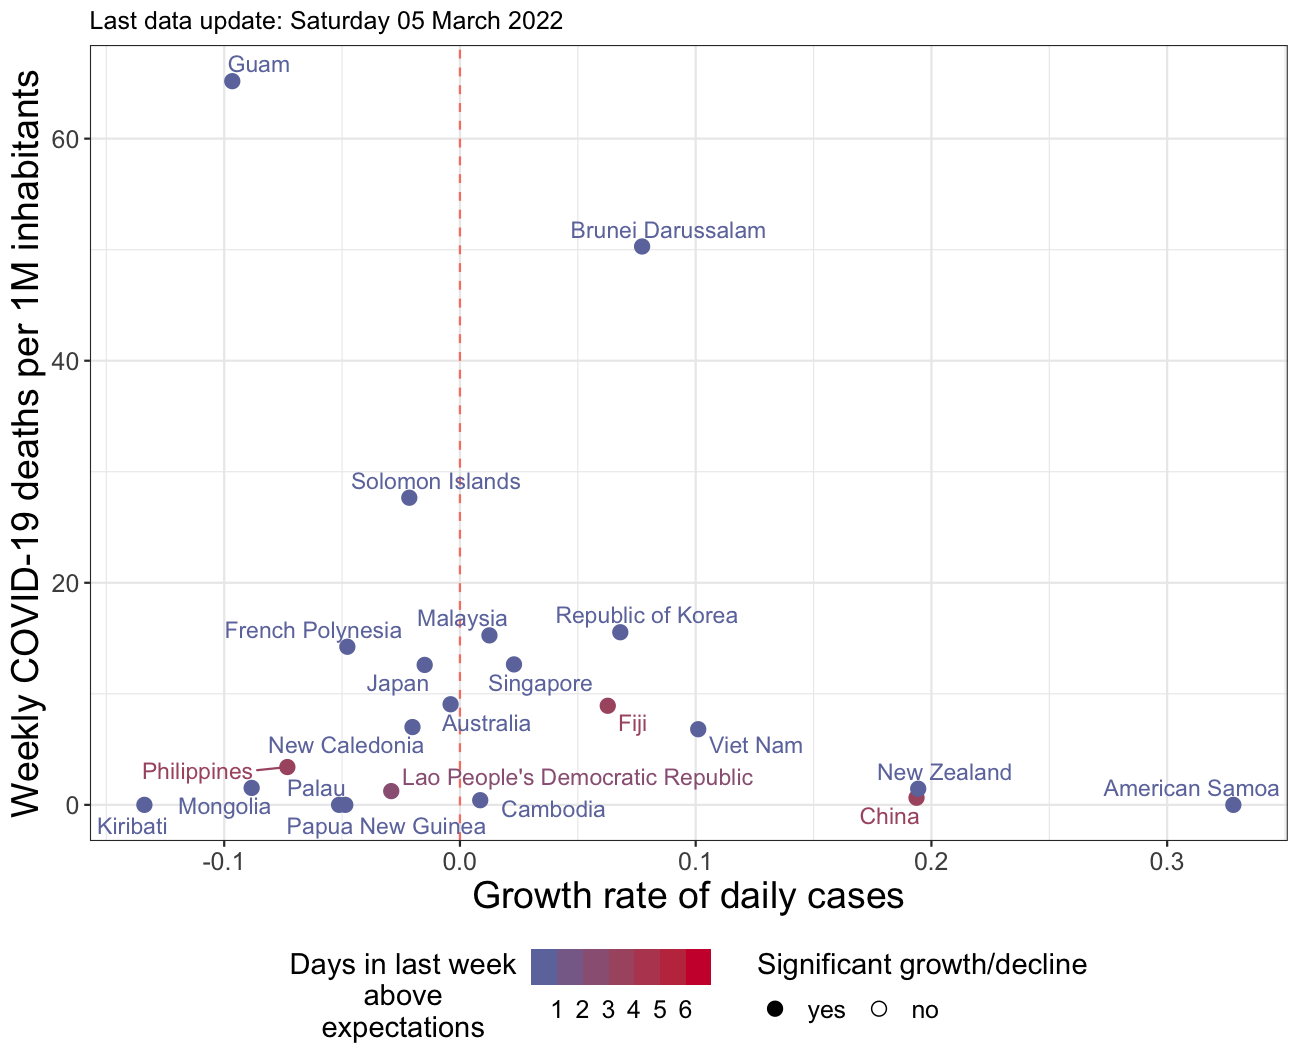 Last data update: Saturday 05 March 2022
Weekly COVID-19 deaths per 1M inhabitants
60
40
20
0
Guam
Brunei Darussalam
Solomon Islands
Malaysia
Republic of Korea
French Polynesia
Japan
Singapore
Australia
Fiji
New Caledonia
Viet Nam
Philippines
Lao People's Democratic Republic
New Zealand
Palau
American Samoa
Mongolia
Cambodia
China
Kiribati
Papua New Guinea
-0.1
0.0
0.1
0.2
0.3
Growth rate of daily cases
Days in last week
above
expectations
1 2 3 4 5 6
Significant growth/decline
yes
no